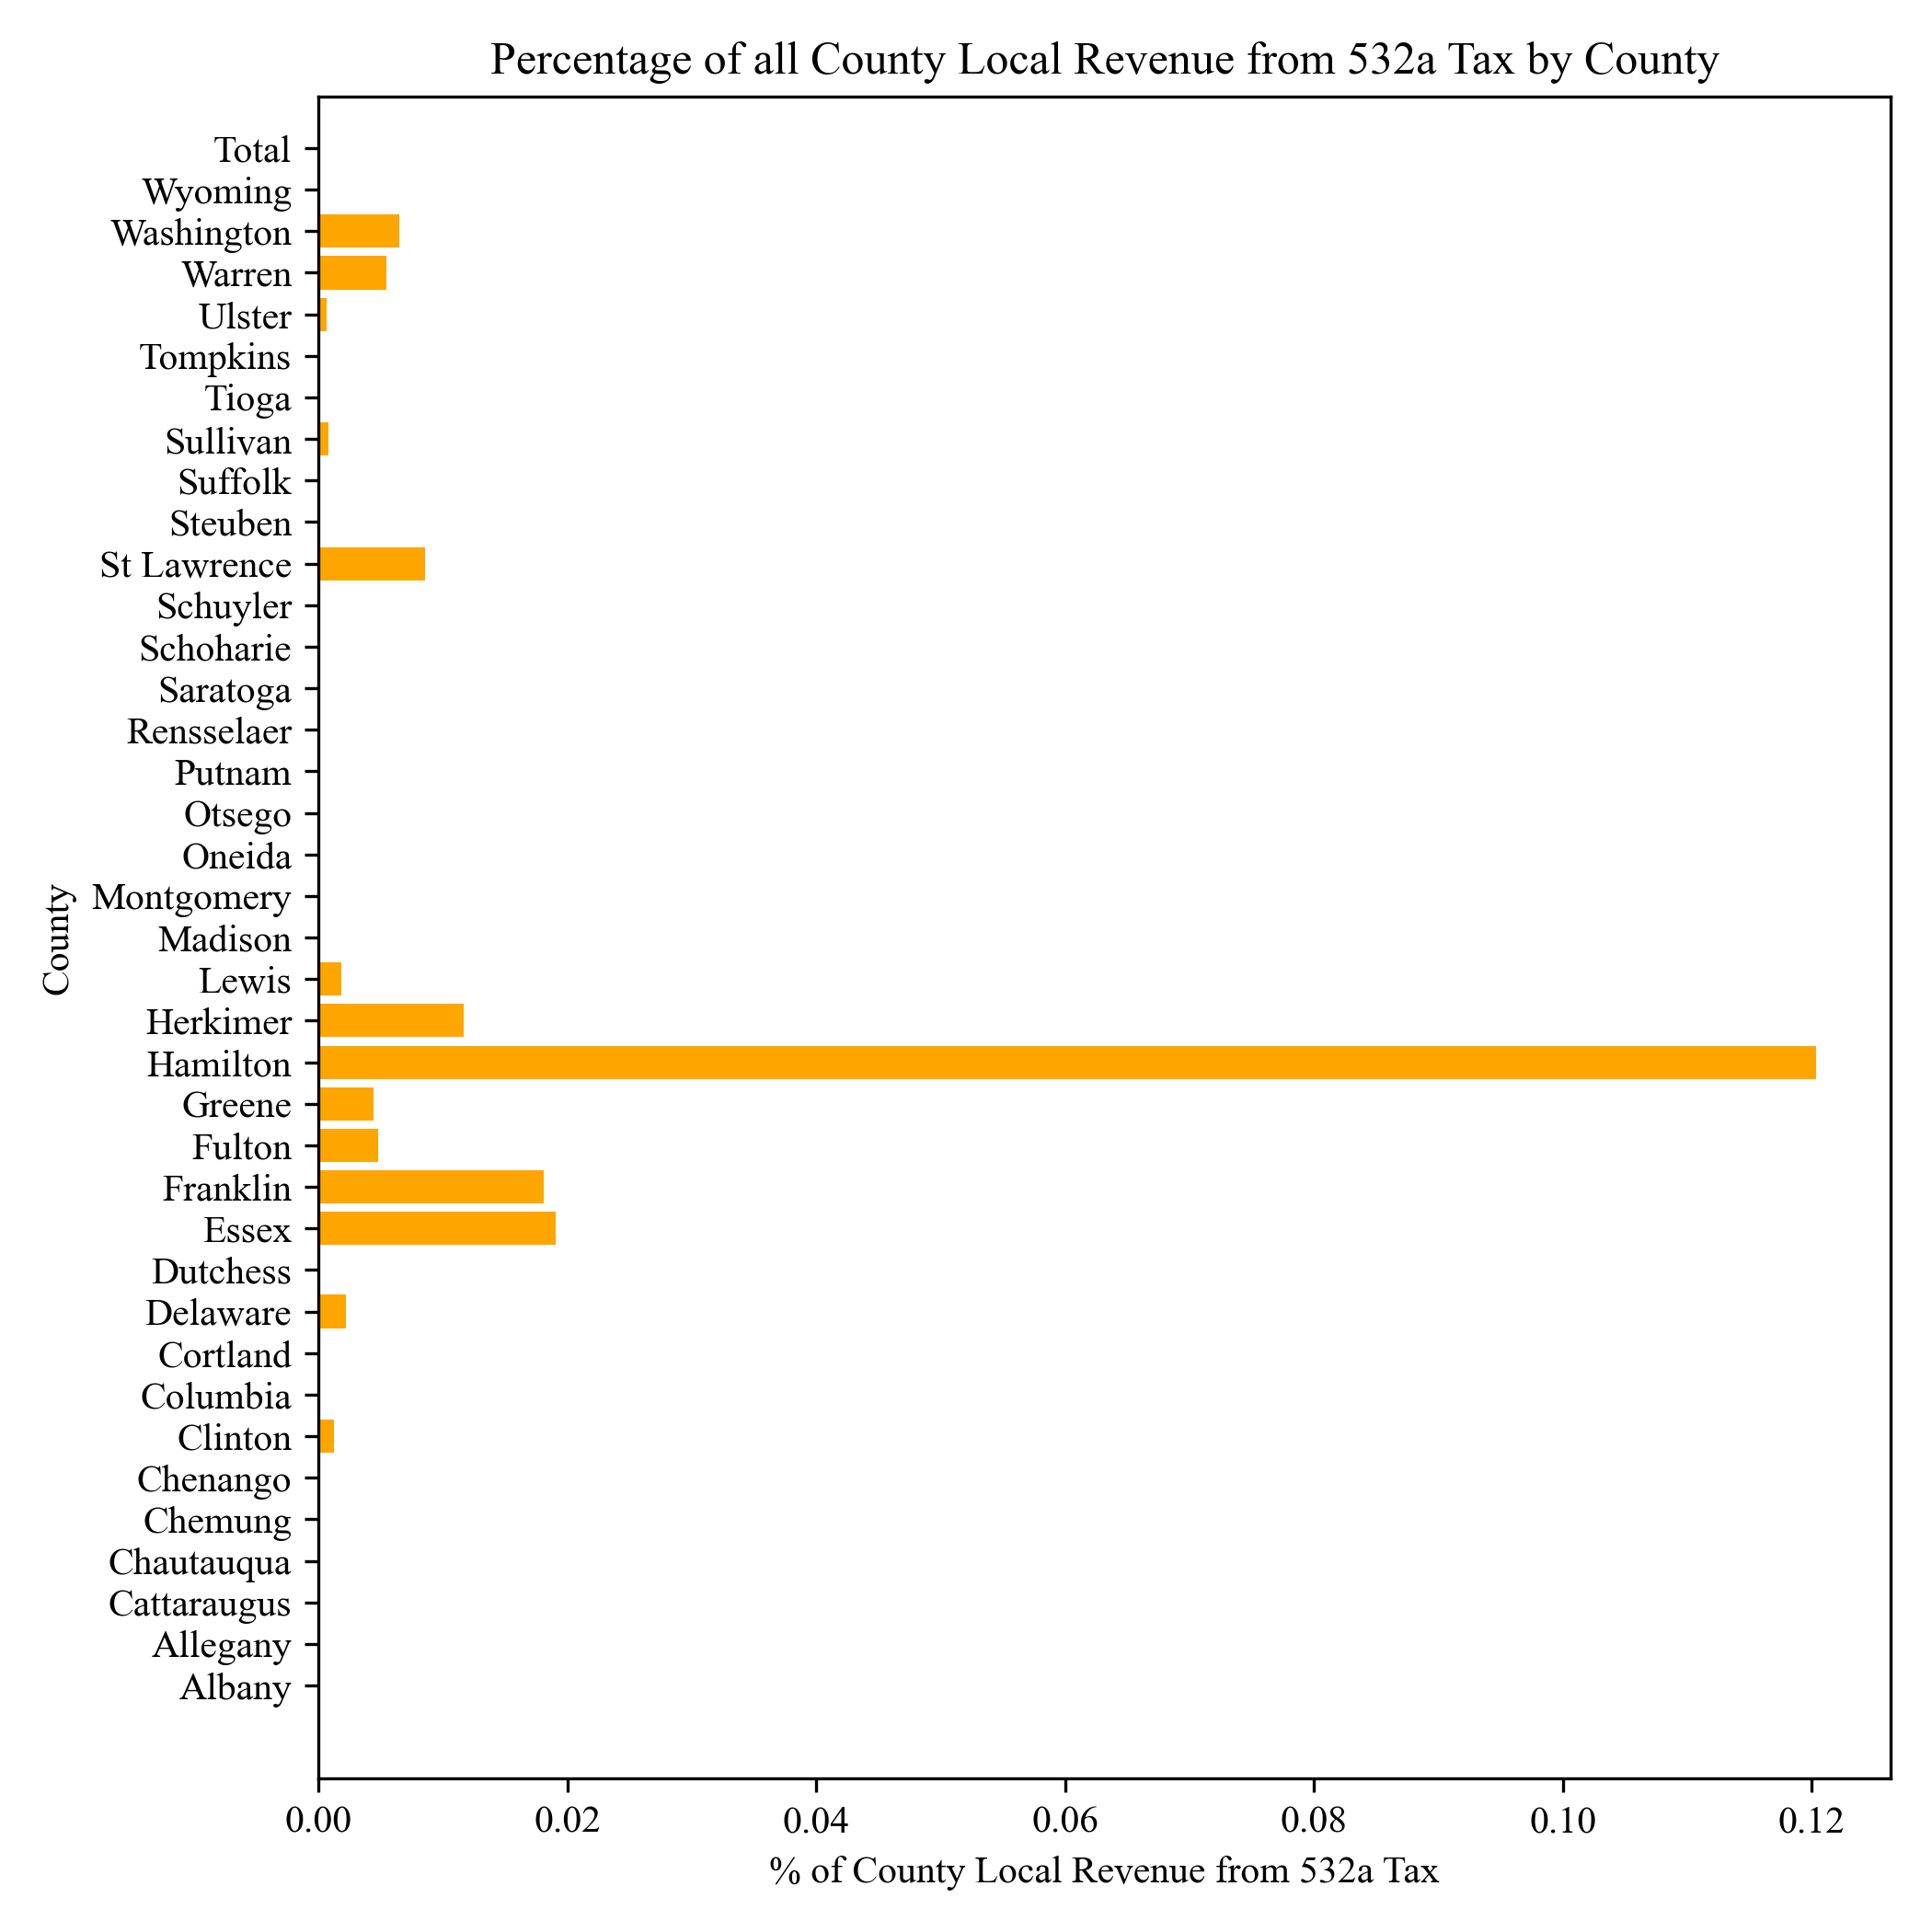 Percentage of all County Local Revenue from 532a Tax by County
Total
Wyoming
Washington
Warren
Ulster
Tompkins
Tioga
Sullivan
Suffolk
Steuben
St Lawrence
Schuyler
Schoharie
Saratoga
Rensselaer
Putnam
Otsego
Oneida
Montgomery
Madison
Lewis
Herkimer
Hamilton
Greene
Fulton
Franklin
Essex
Dutchess
Delaware
Cortland
Columbia
Clinton
Chenango
Chemung
Chautauqua
Cattaraugus
Allegany
Albany
County
0.00 0.02 0.04 0.06 0.08 0.10 0.12
% of County Local Revenue from 532a Tax